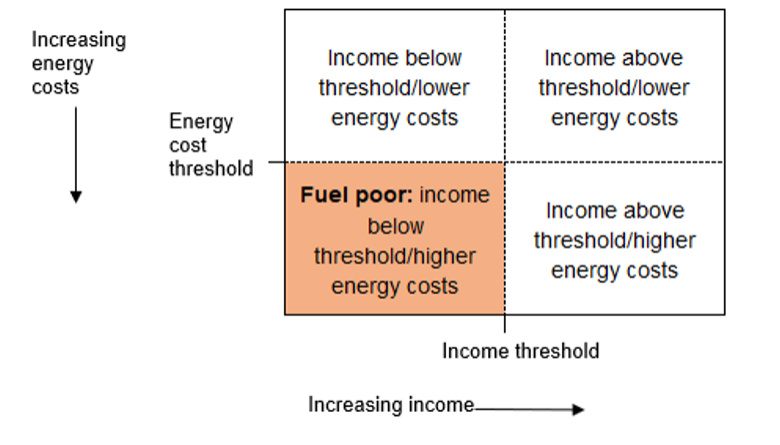 Increasing
energy
costs
Energy
cost
threshold
Income below
threshold/lower
energy costs
Income above
threshold/lower
energy costs
Fuel poor: income
below
threshold/higher
energy costs
Income above
threshold/higher
energy costs
Income threshold
Increasing income